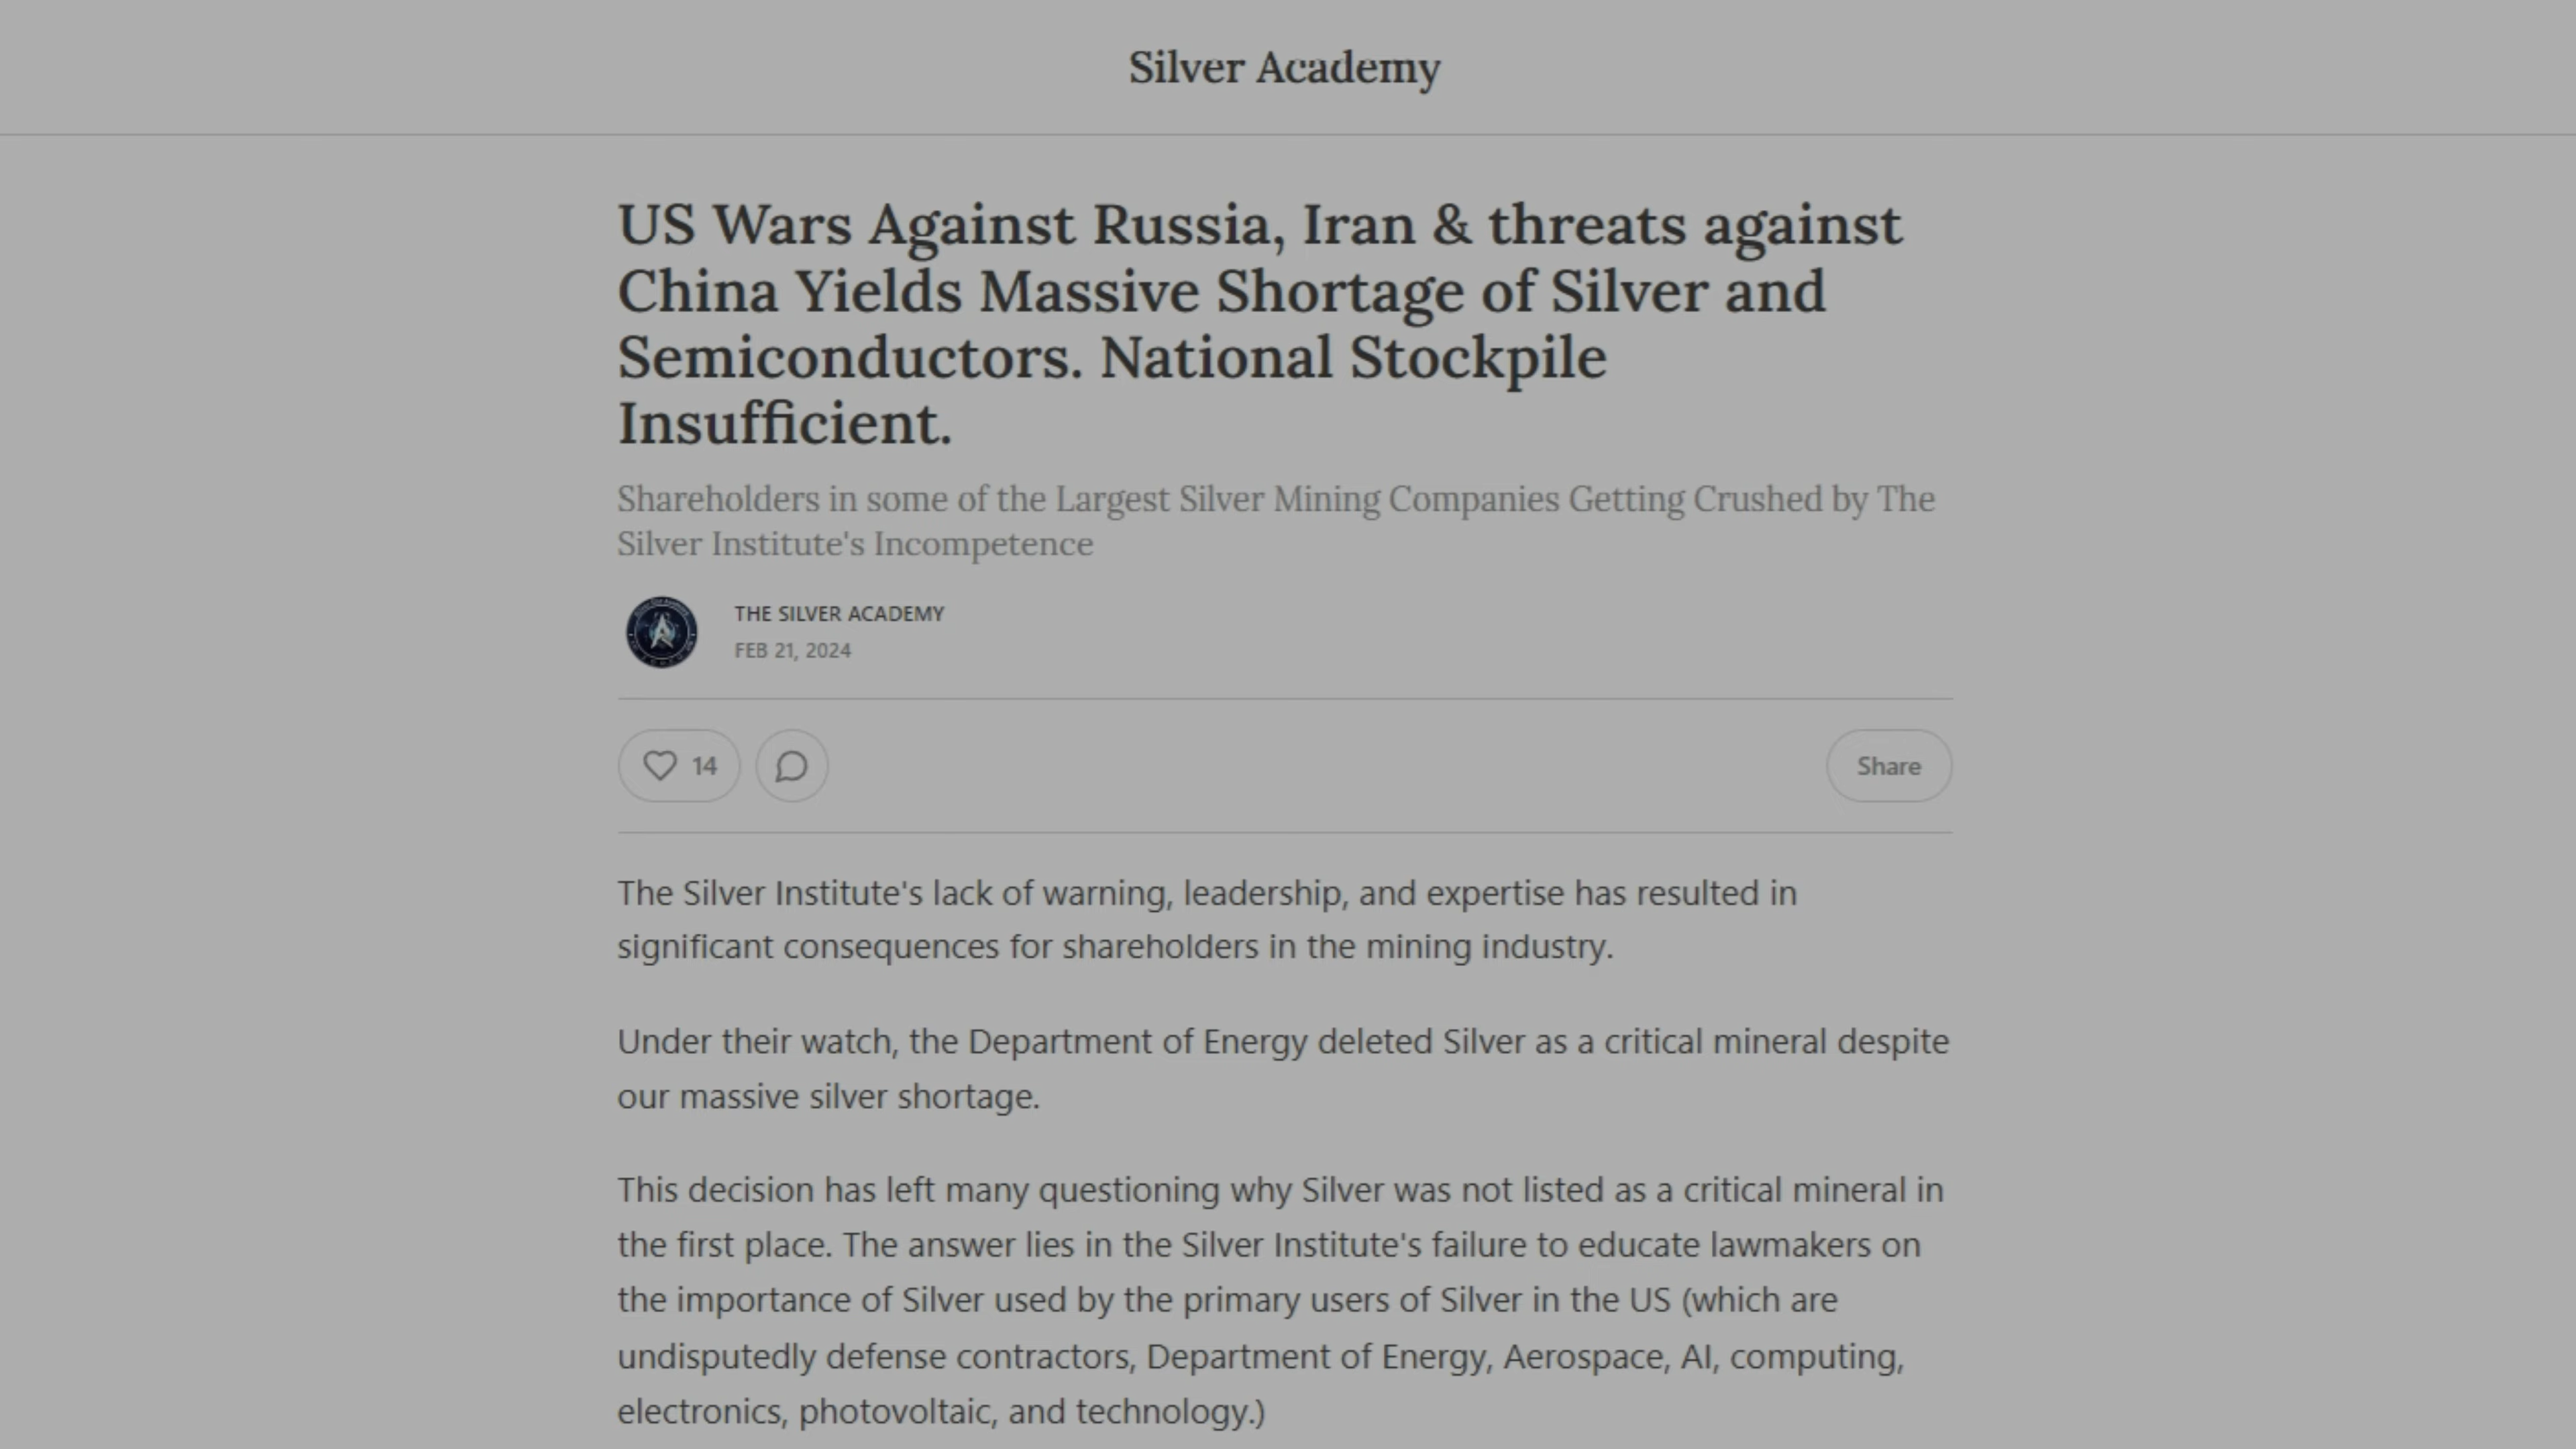 Silver Academy
US Wars Against Russia, Iran & threats against
China Yields Massive Shortage of Silver and
Semiconductors. National Stockpile
Insufficient.
Shareholders in some of the Largest Silver Mining Companies Getting Crushed by The
Silver Institute's Incompetence
THE SILVER ACADEMY
FEB 21, 2024
14
Share
The Silver Institute's lack of warning, leadership, and expertise has resulted in
significant consequences for shareholders in the mining industry.
Under their watch, the Department of Energy deleted Silver as a critical mineral despite
our massive silver shortage.
This decision has left many questioning why Silver was not listed as a critical mineral in
the first place. The answer lies in the Silver Institute's failure to educate lawmakers on
the importance of Silver used by the primary users of Silver in the US (which are
undisputedly defense contractors, Department of Energy, Aerospace, AI, computing,
electronics, photovoltaic, and technology.)